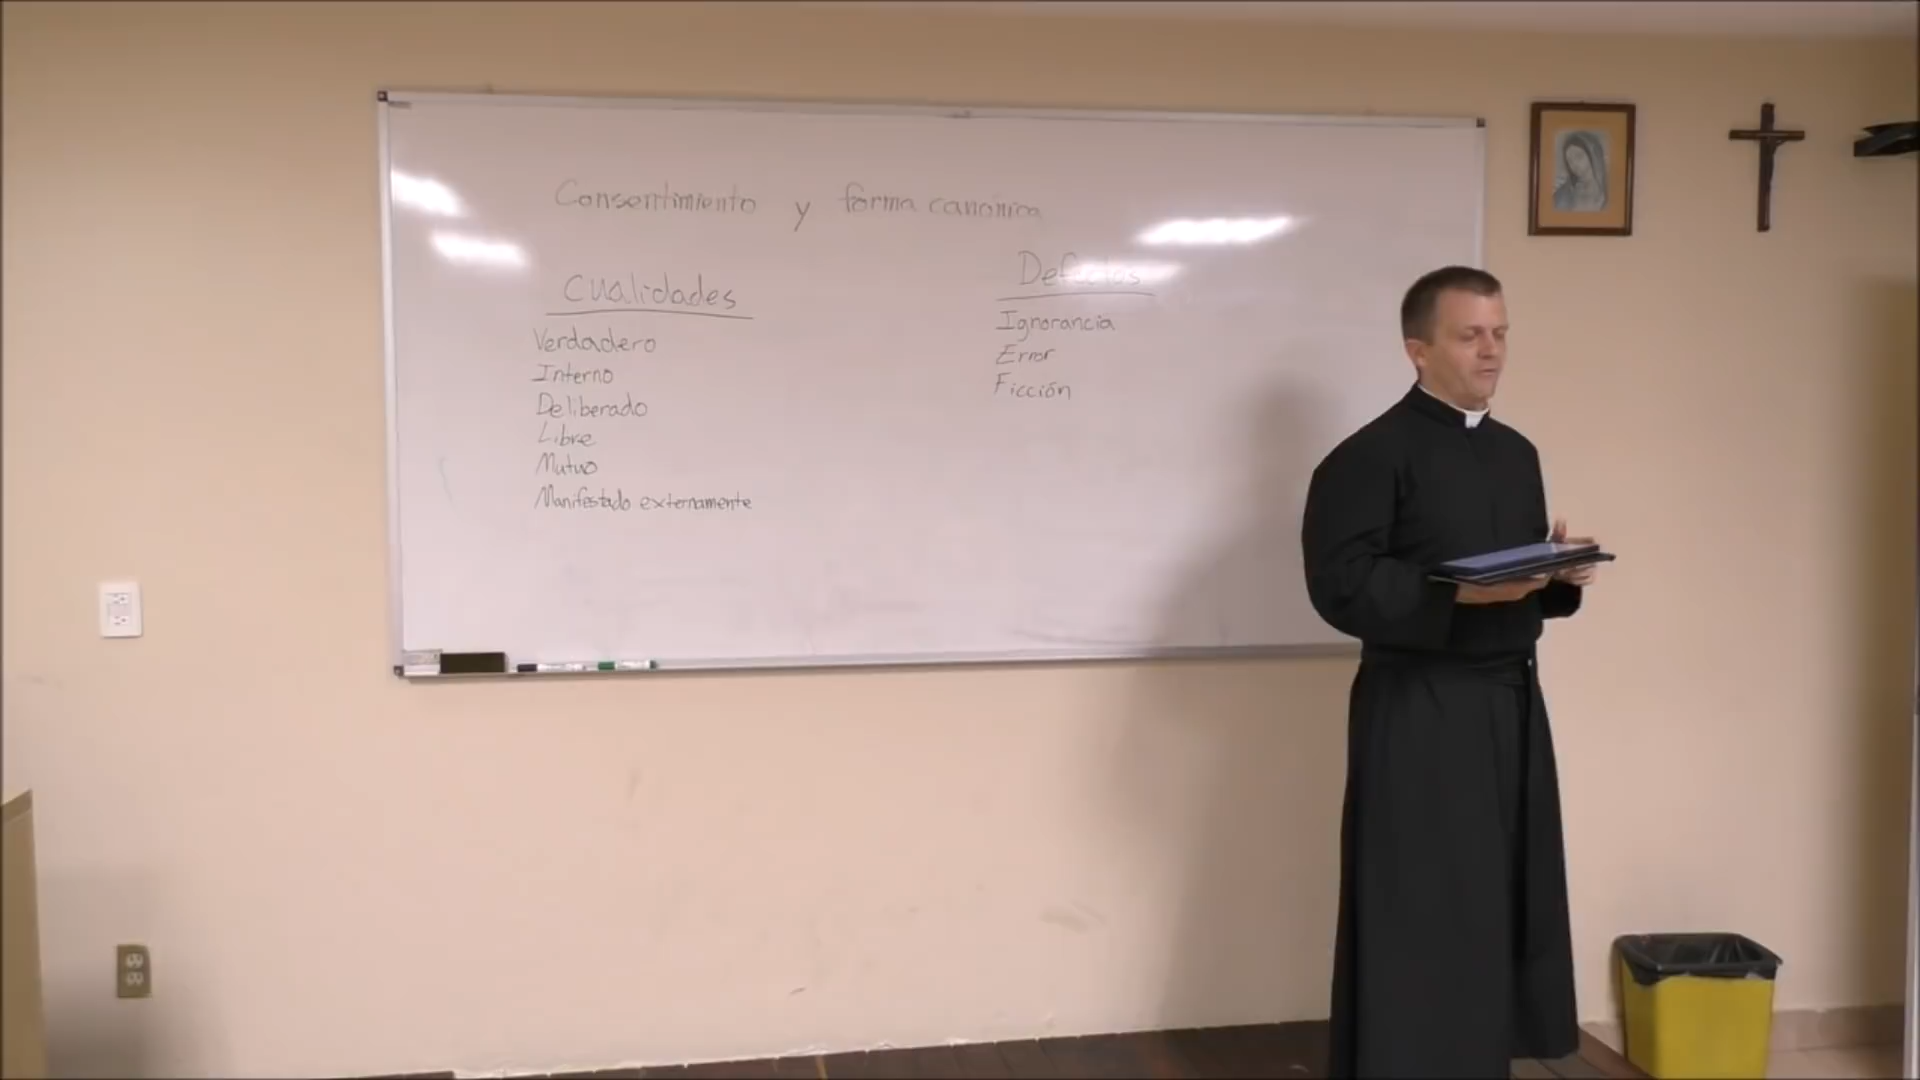 Consentimiento y forma canónica
Cualidades
Verdadero
Interno
Deliberado
Libre
Mutuo
Manifestado externamente
Defectos
Ignorancia
Error
Ficción